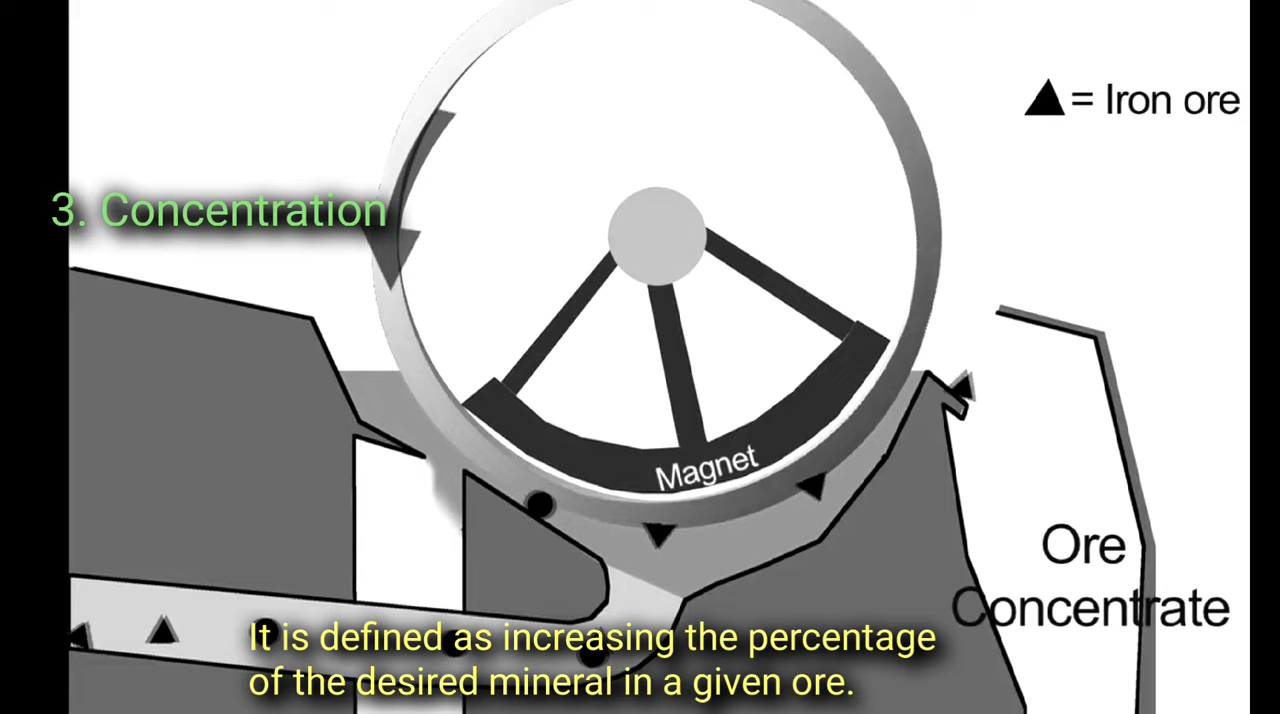 ▲ = Iron ore
3. Concentration
Magnet
Ore
Concentrate
It is defined as increasing the percentage
of the desired mineral in a given ore.